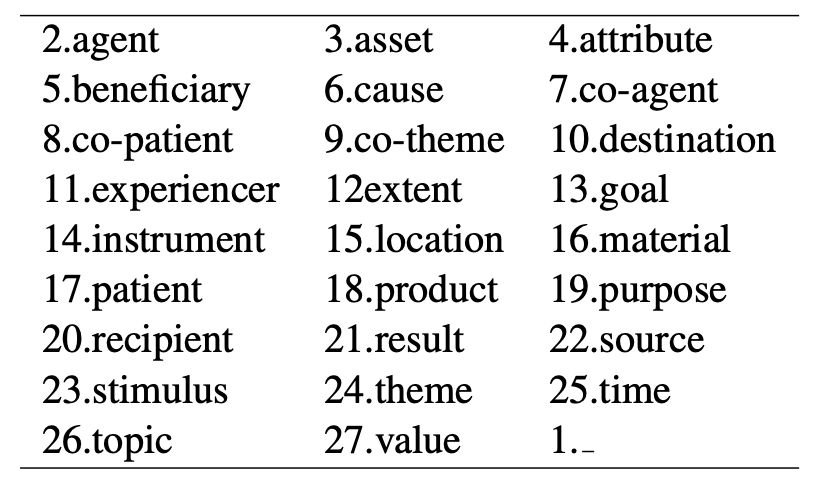 2.agent 3.asset 4.attribute
5.beneficiary 6.cause 7.co-agent
8.co-patient 9.co-theme 10.destination
11.experiencer 12extent 13.goal
14.instrument 15.location 16.material
17.patient 18.product 19.purpose
20.recipient 21.result 22.source
23.stimulus 24.theme 25.time
26.topic 27.value 1._